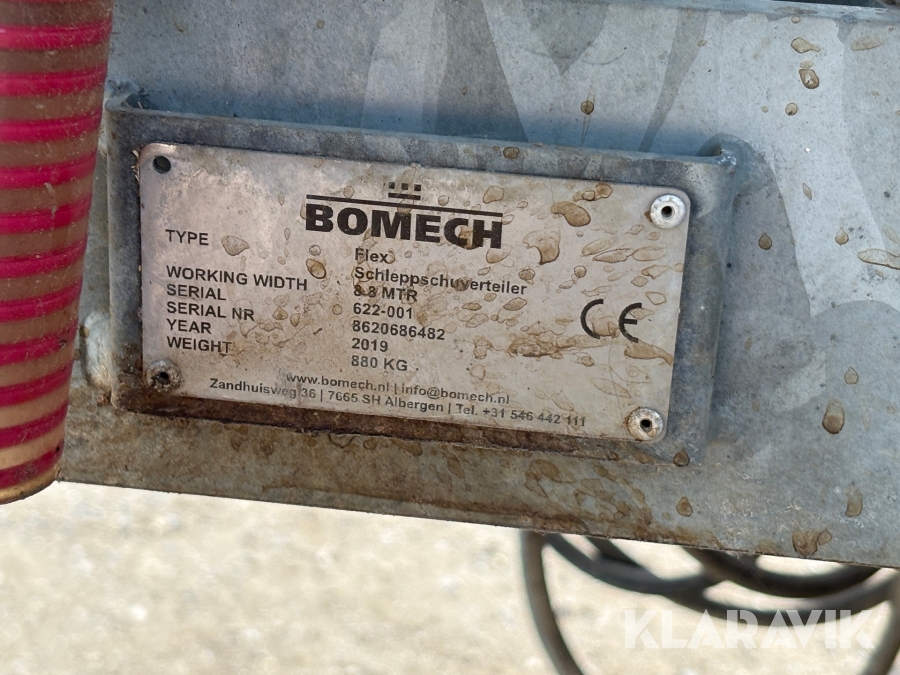 BOMECH
TYPE Flex
Schleppschuverteiler
WORKING WIDTH 8.8 MTR
SERIAL 622-001
SERIAL NR 8620686482
YEAR 2019
WEIGHT 880 KG
www.bomech.nl | info@bomech.nl
Zandhuisweg 36 | 7665 SH Albergen | Tel. +31 546 442 111
CE
KLARAVIK